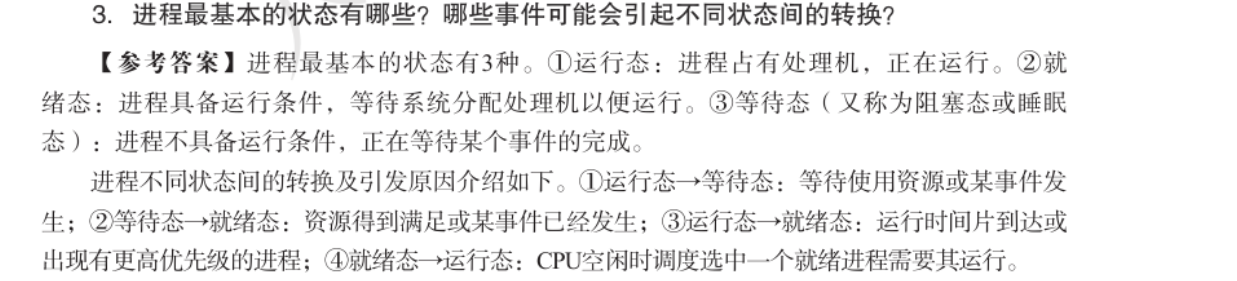 3. 进程最基本的状态有哪些？哪些事件可能会引起不同状态间的转换？
【参考答案】进程最基本的状态有3种。①运行态：进程占有处理机，正在运行。②就
绪态：进程具备运行条件，等待系统分配处理机以便运行。③等待态（又称为阻塞态或睡眠
态）：进程不具备运行条件，正在等待某个事件的完成。
进程不同状态间的转换及引发原因介绍如下。①运行态→等待态：等待使用资源或某事件发
生；②等待态→就绪态：资源得到满足或某事件已经发生；③运行态→就绪态：运行时间片到达或
出现有更高优先级的进程；④就绪态→运行态：CPU空闲时调度选中一个就绪进程需要其运行。